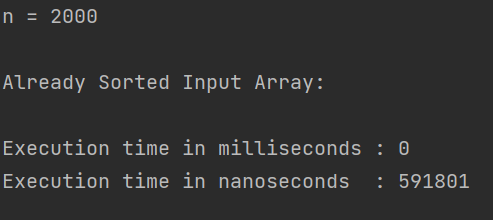 n = 2000
Already Sorted Input Array:
Execution time in milliseconds : 0
Execution time in nanoseconds  : 591801